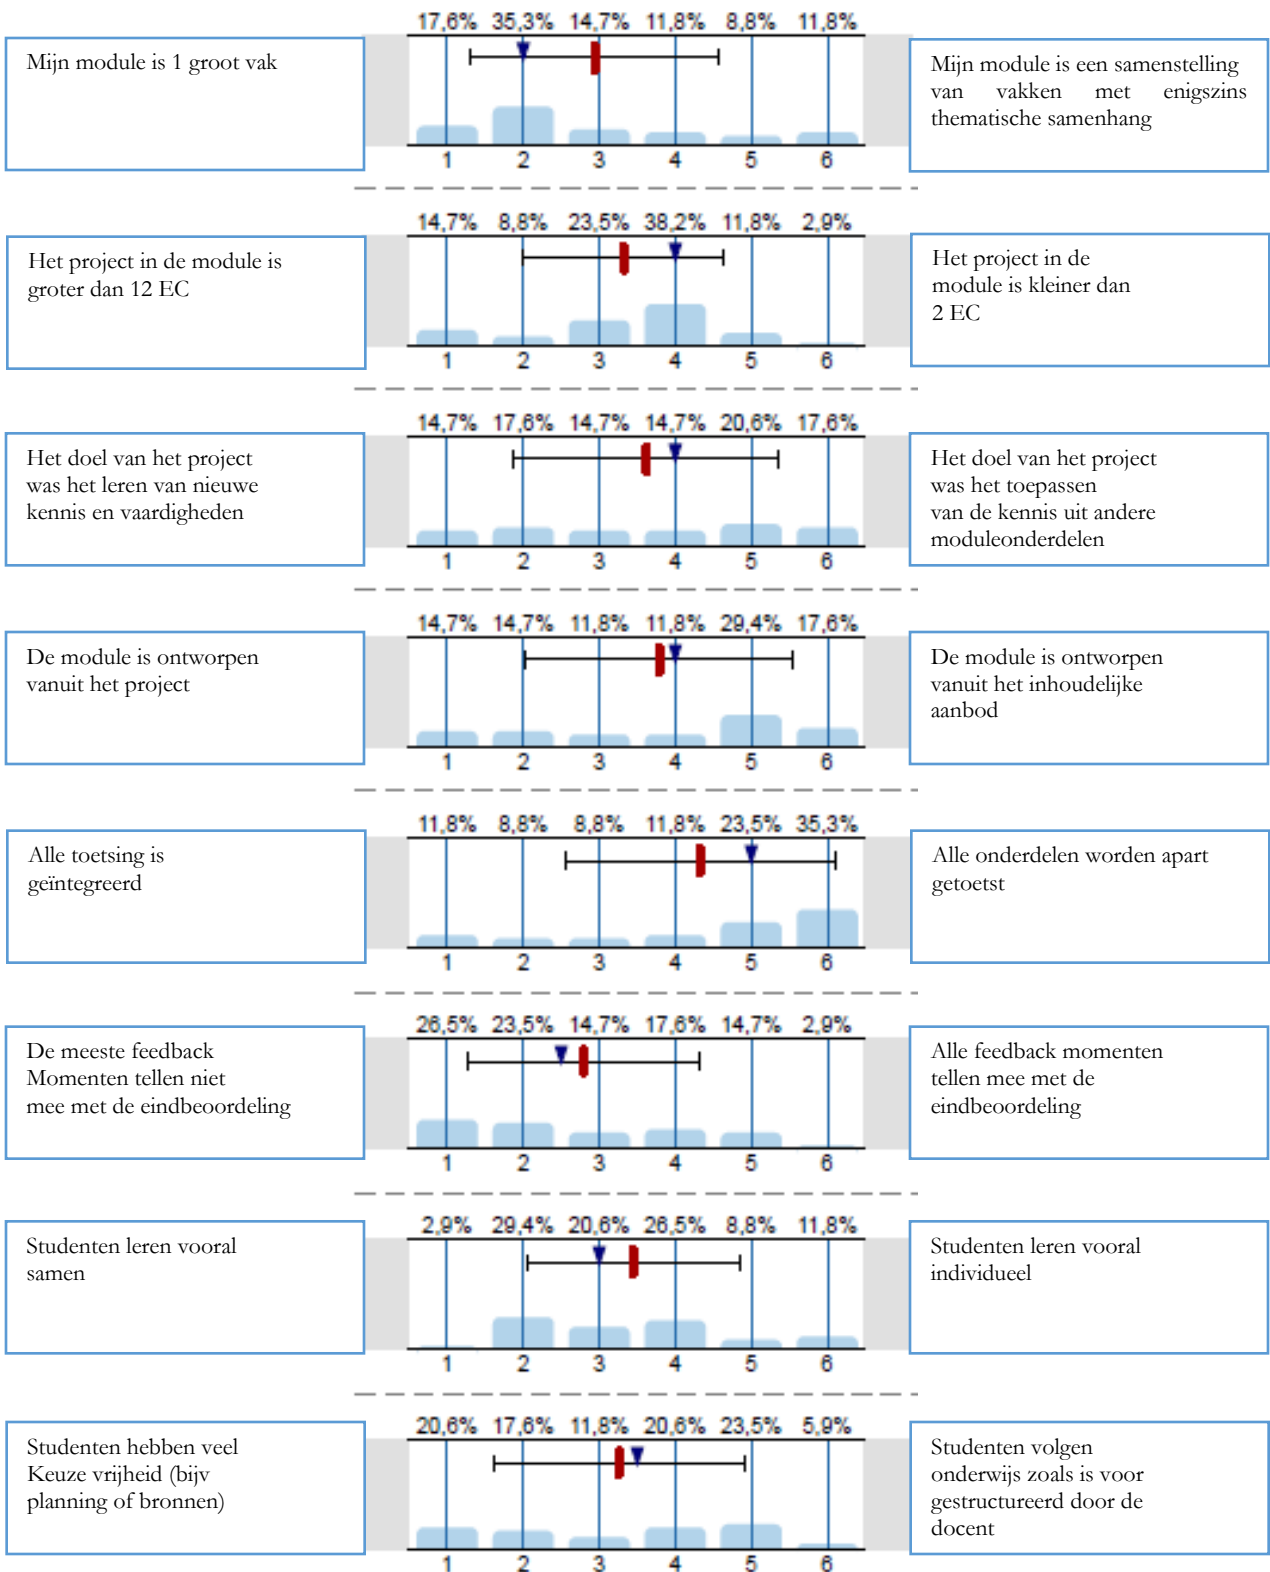 17,6% 35,3% 14,7% 11,8% 8,8% 11,8%
Mijn module is 1 groot vak
Mijn module is een samenstelling
van vakken met enigszins
thematische samenhang
1 2 3 4 5 6
14,7% 8,8% 23,5% 38,2% 11,8% 2,9%
Het project in de module is
groter dan 12 EC
Het project in de
module is kleiner dan
2 EC
1 2 3 4 5 6
14,7% 17,6% 14,7% 14,7% 20,6% 17,6%
Het doel van het project
was het leren van nieuwe
kennis en vaardigheden
Het doel van het project
was het toepassen
van de kennis uit andere
moduleonderdelen
1 2 3 4 5 6
14,7% 14,7% 11,8% 11,8% 29,4% 17,6%
De module is ontworpen
vanuit het project
De module is ontworpen
vanuit het inhoudelijke
aanbod
1 2 3 4 5 6
11,8% 8,8% 8,8% 11,8% 23,5% 35,3%
Alle toetsing is
geïntegreerd
Alle onderdelen worden apart
getoetst
1 2 3 4 5 6
26,5% 23,5% 14,7% 17,6% 14,7% 2,9%
De meeste feedback
Momenten tellen niet
mee met de eindbeoordeling
Alle feedback momenten
tellen mee met de
eindbeoordeling
1 2 3 4 5 6
2,9% 29,4% 20,6% 26,5% 8,8% 11,8%
Studenten leren vooral
samen
Studenten leren vooral
individueel
1 2 3 4 5 6
20,6% 17,6% 11,8% 20,6% 23,5% 5,9%
Studenten hebben veel
Keuze vrijheid (bijv
planning of bronnen)
Studenten volgen
onderwijs zoals is voor
gestructureerd door de
docent
1 2 3 4 5 6